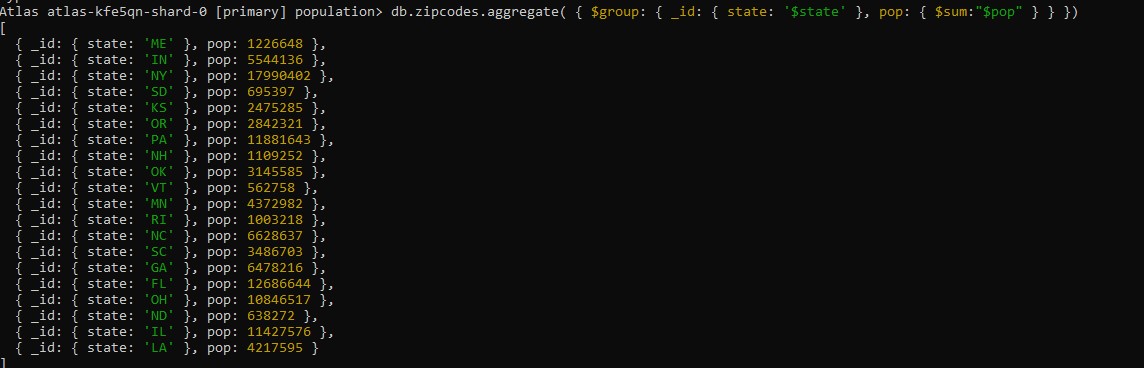 Atlas atlas-kfe5qn-shard-0 [primary] population> db.zipcodes.aggregate( { $group: { _id: { state: '$state' }, pop: { $sum:"$pop" } } })
[
  { _id: { state: 'ME' }, pop: 1226648 },
  { _id: { state: 'IN' }, pop: 5544136 },
  { _id: { state: 'NY' }, pop: 17990402 },
  { _id: { state: 'SD' }, pop: 695397 },
  { _id: { state: 'KS' }, pop: 2475285 },
  { _id: { state: 'OR' }, pop: 2842321 },
  { _id: { state: 'PA' }, pop: 11881643 },
  { _id: { state: 'NH' }, pop: 1109252 },
  { _id: { state: 'OK' }, pop: 3145585 },
  { _id: { state: 'VT' }, pop: 562758 },
  { _id: { state: 'MN' }, pop: 4372982 },
  { _id: { state: 'RI' }, pop: 1003218 },
  { _id: { state: 'NC' }, pop: 6628637 },
  { _id: { state: 'SC' }, pop: 3486703 },
  { _id: { state: 'GA' }, pop: 6478216 },
  { _id: { state: 'FL' }, pop: 12686644 },
  { _id: { state: 'OH' }, pop: 10846517 },
  { _id: { state: 'ND' }, pop: 638272 },
  { _id: { state: 'IL' }, pop: 11427576 },
  { _id: { state: 'LA' }, pop: 4217595 }
]